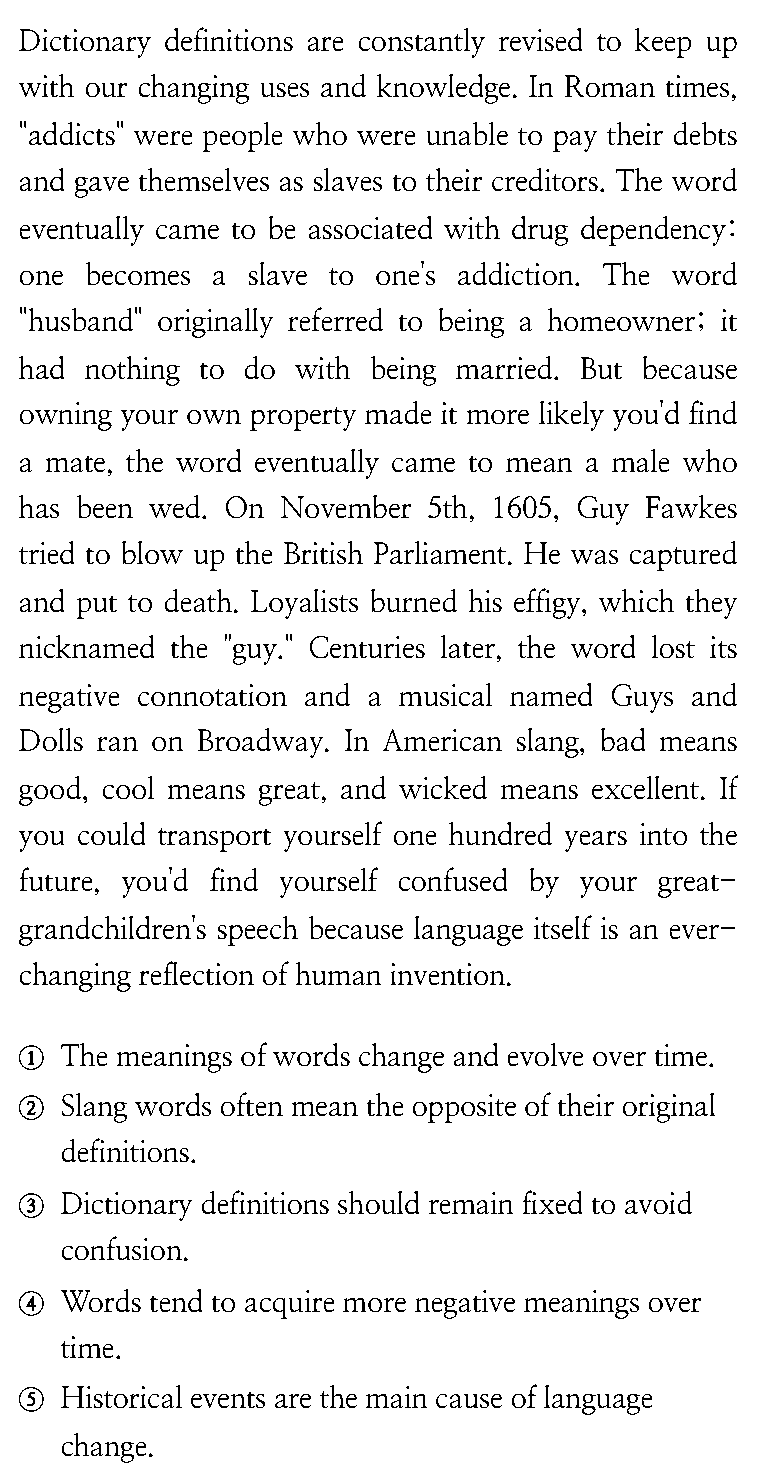 Dictionary definitions are constantly revised to keep up
with our changing uses and knowledge. In Roman times,
"addicts" were people who were unable to pay their debts
and gave themselves as slaves to their creditors. The word
eventually came to be associated with drug dependency:
one becomes a slave to one's addiction. The word
"husband" originally referred to being a homeowner; it
had nothing to do with being married. But because
owning your own property made it more likely you'd find
a mate, the word eventually came to mean a male who
has been wed. On November 5th, 1605, Guy Fawkes
tried to blow up the British Parliament. He was captured
and put to death. Loyalists burned his effigy, which they
nicknamed the "guy." Centuries later, the word lost its
negative connotation and a musical named Guys and
Dolls ran on Broadway. In American slang, bad means
good, cool means great, and wicked means excellent. If
you could transport yourself one hundred years into the
future, you'd find yourself confused by your great-
grandchildren's speech because language itself is an ever-
changing reflection of human invention.
① The meanings of words change and evolve over time.
② Slang words often mean the opposite of their original
definitions.
③ Dictionary definitions should remain fixed to avoid
confusion.
④ Words tend to acquire more negative meanings over
time.
⑤ Historical events are the main cause of language
change.